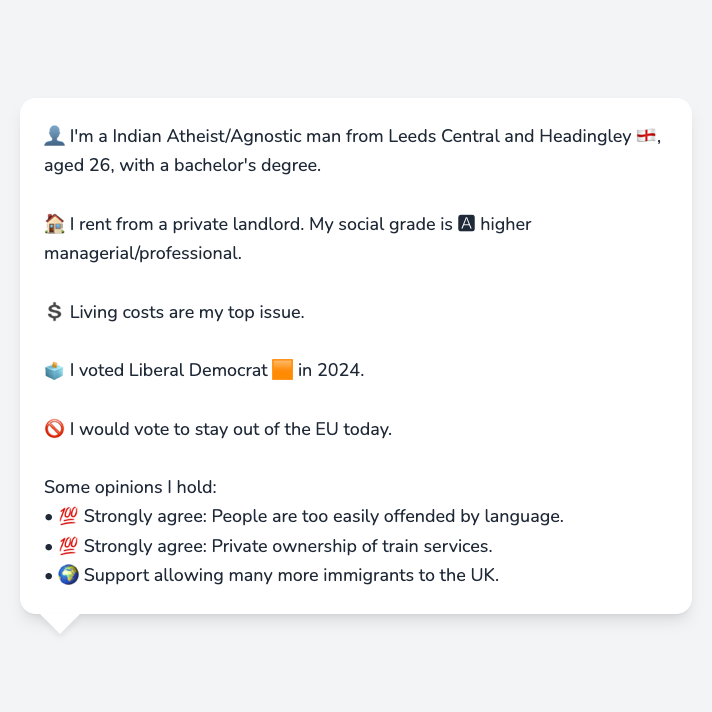 👤 I'm a Indian Atheist/Agnostic man from Leeds Central and Headingley 🏴󠁧󠁢󠁥󠁮󠁧󠁿,
aged 26, with a bachelor's degree.
🏠 I rent from a private landlord. My social grade is 🅰 higher
managerial/professional.
💲 Living costs are my top issue.
🗳️ I voted Liberal Democrat 🟧 in 2024.
🚫 I would vote to stay out of the EU today.
Some opinions I hold:
• 💯 Strongly agree: People are too easily offended by language.
• 💯 Strongly agree: Private ownership of train services.
• 🌍 Support allowing many more immigrants to the UK.